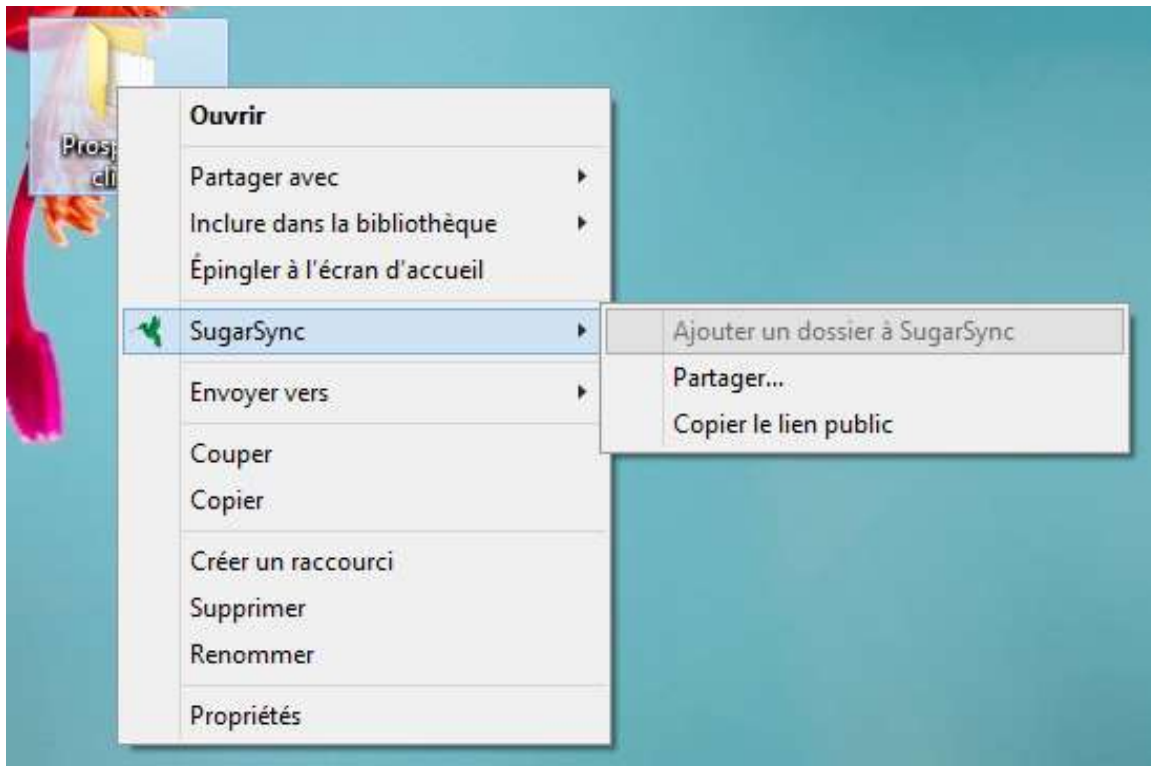 Ouvrir
Partager avec
Inclure dans la bibliothèque
Épingler à l'écran d'accueil
SugarSync
Ajouter un dossier à SugarSync
Partager...
Copier le lien public
Envoyer vers
Couper
Copier
Créer un raccourci
Supprimer
Renommer
Propriétés